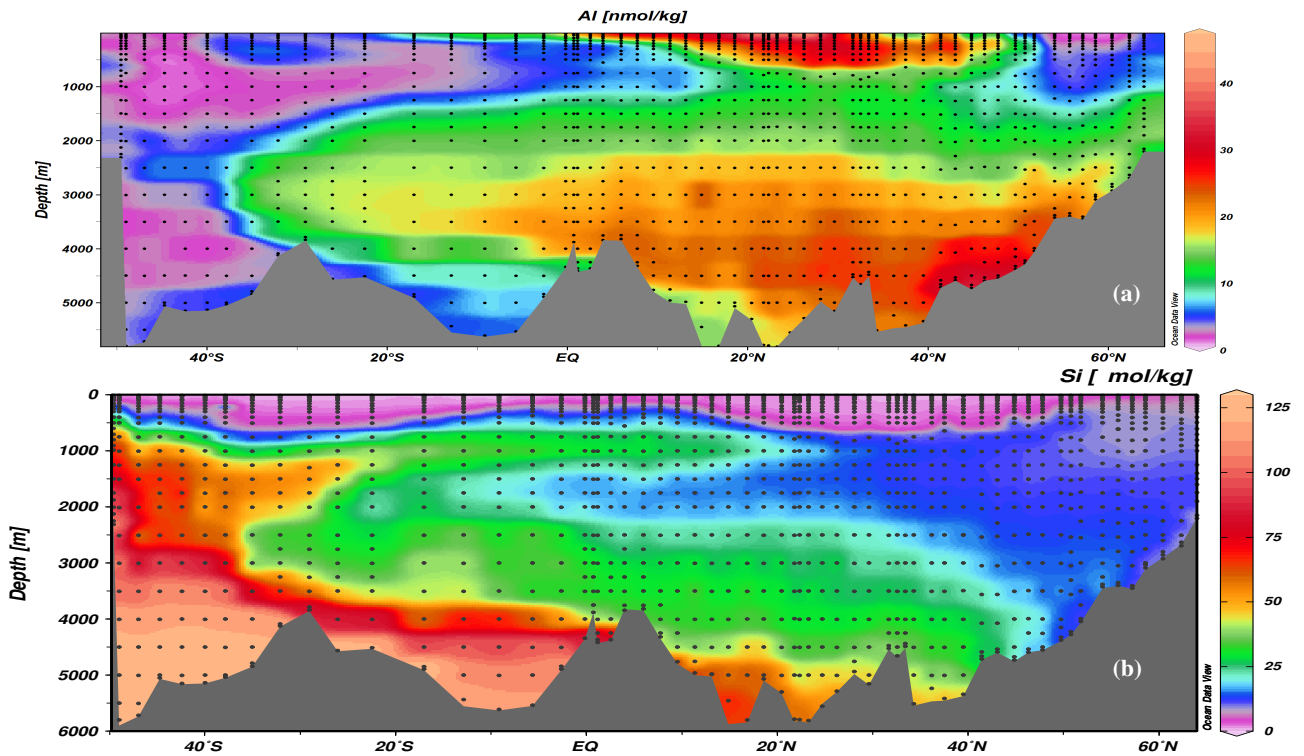 Al [nmol/kg]
Depth [m]
1000
2000
3000
4000
5000
40˚S
20˚S
EQ
20˚N
40˚N
60˚N
(a)
Ocean Data View
40
30
20
10
0
Si [ mol/kg]
Depth [m]
0
1000
2000
3000
4000
5000
6000
40˚S
20˚S
EQ
20˚N
40˚N
60˚N
(b)
Ocean Data View
125
100
75
50
25
0